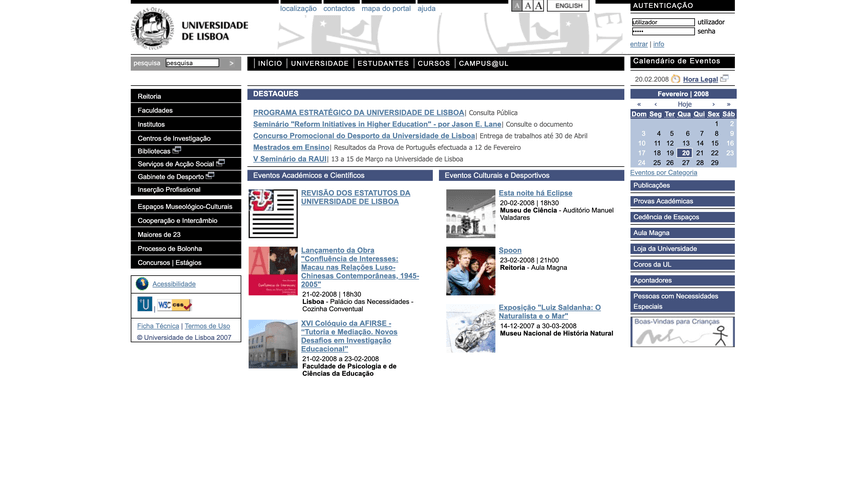 localização contactos mapa do portal ajuda
A A A ENGLISH
AUTENTICAÇÃO
UNIVERSIDADE
DE LISBOA
utilizador utilizador
senha
entrar | info
pesquisa pesquisa >
INÍCIO | UNIVERSIDADE | ESTUDANTES | CURSOS | CAMPUS@UL
Calendário de Eventos
20.02.2008 Hora Legal
Reitoria
Faculdades
Institutos
Centros de Investigação
Bibliotecas
Serviços de Acção Social
Gabinete de Desporto
Inserção Profissional
Espaços Museológico-Culturais
Cooperação e Intercâmbio
Maiores de 23
Processo de Bolonha
Concursos | Estágios
Acessibilidade
W3C CSS
Ficha Técnica | Termos de Uso
© Universidade de Lisboa 2007
DESTAQUES
PROGRAMA ESTRATÉGICO DA UNIVERSIDADE DE LISBOA| Consulta Pública
Seminário "Reform Initiatives in Higher Education" - por Jason E. Lane| Consulte o documento
Concurso Promocional do Desporto da Universidade de Lisboa| Entrega de trabalhos até 30 de Abril
Mestrados em Ensino| Resultados da Prova de Português efectuada a 12 de Fevereiro
V Seminário da RAUI| 13 a 15 de Março na Universidade de Lisboa
Eventos Académicos e Científicos
REVISÃO DOS ESTATUTOS DA
UNIVERSIDADE DE LISBOA
Lançamento da Obra
"Confluência de Interesses:
Macau nas Relações Luso-
Chinesas Contemporâneas, 1945-
2005"
21-02-2008 | 18h30
Lisboa - Palácio das Necessidades -
Cozinha Conventual
XVI Colóquio da AFIRSE -
"Tutoria e Mediação. Novos
Desafios em Investigação
Educacional"
21-02-2008 a 23-02-2008
Faculdade de Psicologia e de
Ciências da Educação
Eventos Culturais e Desportivos
Esta noite há Eclipse
20-02-2008 | 18h30
Museu de Ciência - Auditório Manuel
Valadares
Spoon
23-02-2008 | 21h00
Reitoria - Aula Magna
Exposição "Luiz Saldanha: O
Naturalista e o Mar"
14-12-2007 a 30-03-2008
Museu Nacional de História Natural
Fevereiro | 2008
« ‹ Hoje › »
Dom Seg Ter Qua Qui Sex Sáb
1 2
3 4 5 6 7 8 9
10 11 12 13 14 15 16
17 18 19 20 21 22 23
24 25 26 27 28 29
Eventos por Categoria
Publicações
Provas Académicas
Cedência de Espaços
Aula Magna
Loja da Universidade
Coros da UL
Apontadores
Pessoas com Necessidades
Especiais
Boas-Vindas para Crianças